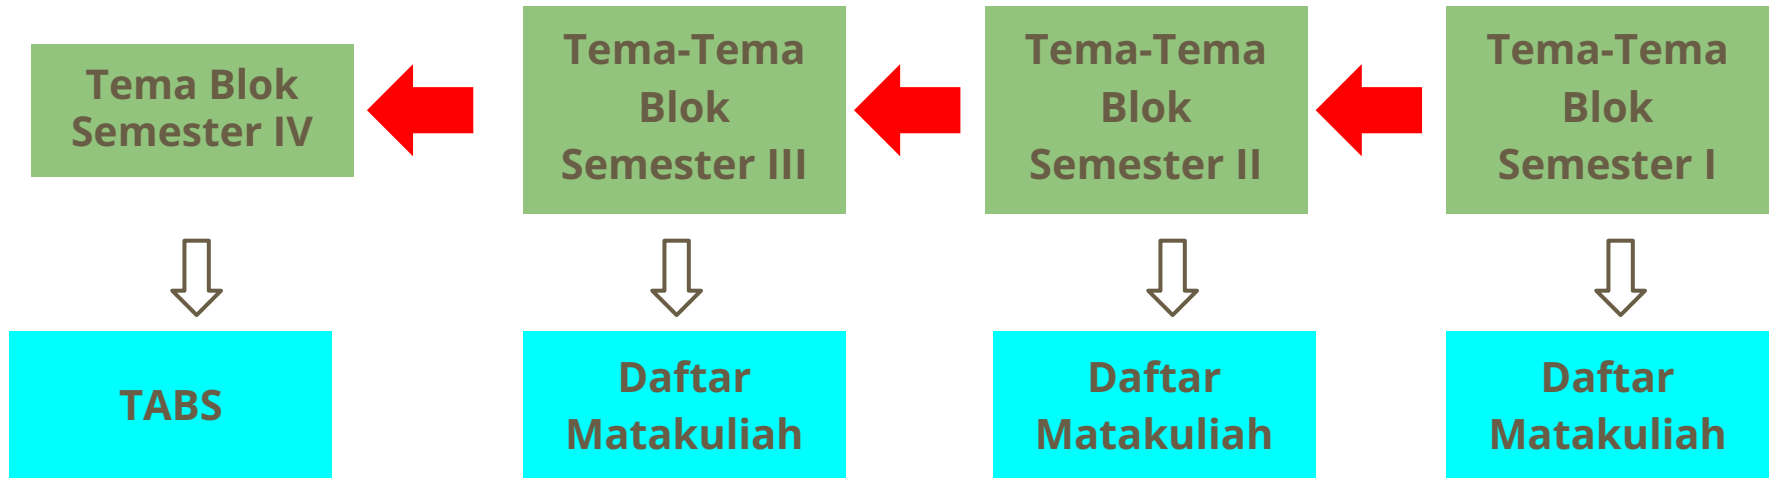 Tema Blok
Semester IV
Tema-Tema
Blok
Semester III
Tema-Tema
Blok
Semester II
Tema-Tema
Blok
Semester I
TABS
Daftar
Matakuliah
Daftar
Matakuliah
Daftar
Matakuliah